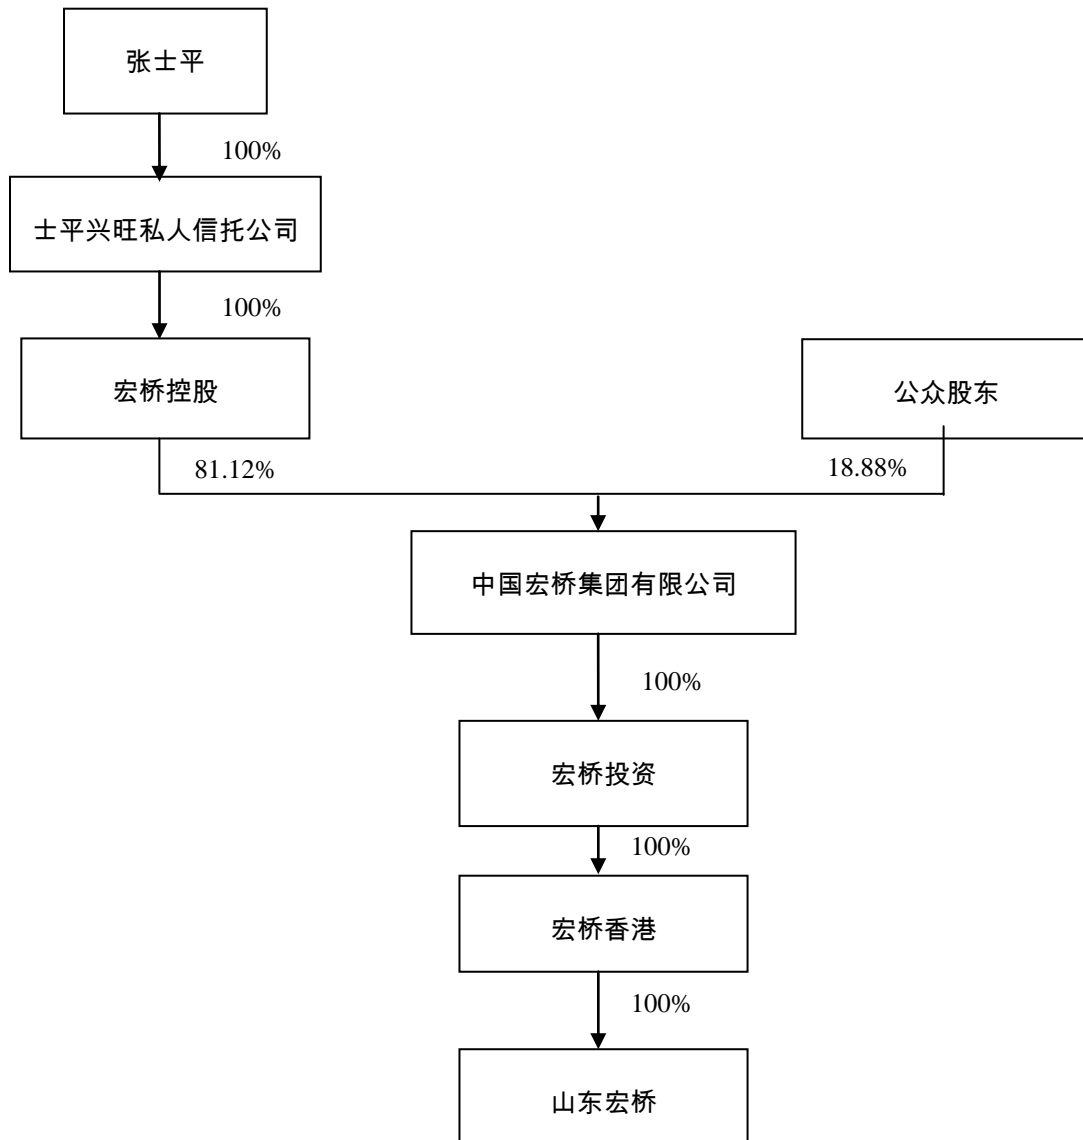 张士平
100%
士平兴旺私人信托公司
100%
宏桥控股
公众股东
81.12%
18.88%
中国宏桥集团有限公司
100%
宏桥投资
100%
宏桥香港
100%
山东宏桥